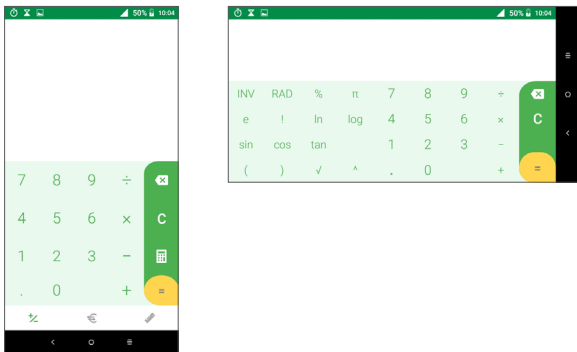 50% 10:04
7 8 9 ÷
4 5 6 × C
1 2 3 −
. 0 + =
50% 10:04
INV RAD % π 7 8 9 ÷
e ! ln log 4 5 6 × C
sin cos tan 1 2 3 −
( ) √ ^ . 0 + =